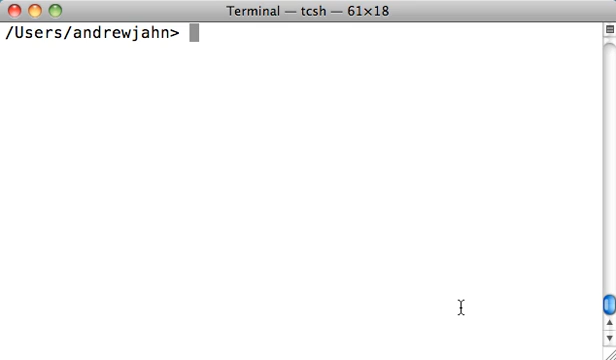 Terminal — tcsh — 61×18
/Users/andrewjahn>